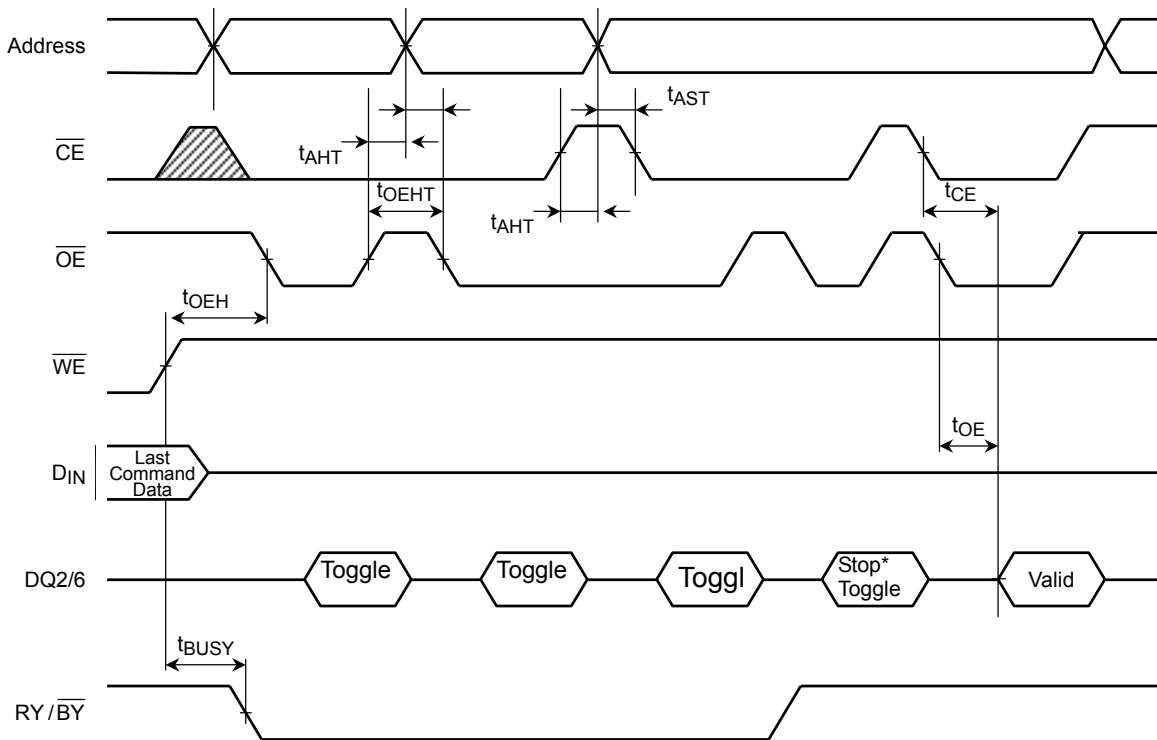 Address
tAST
CE
tAHT
tCE
tOEHT
tAHT
OE
tOEH
WE
tOE
Last
DIN
Command
Data
DQ2/6
Toggle
Toggle
Toggl
Stop*
Toggle
Valid
tBUSY
RY/BY